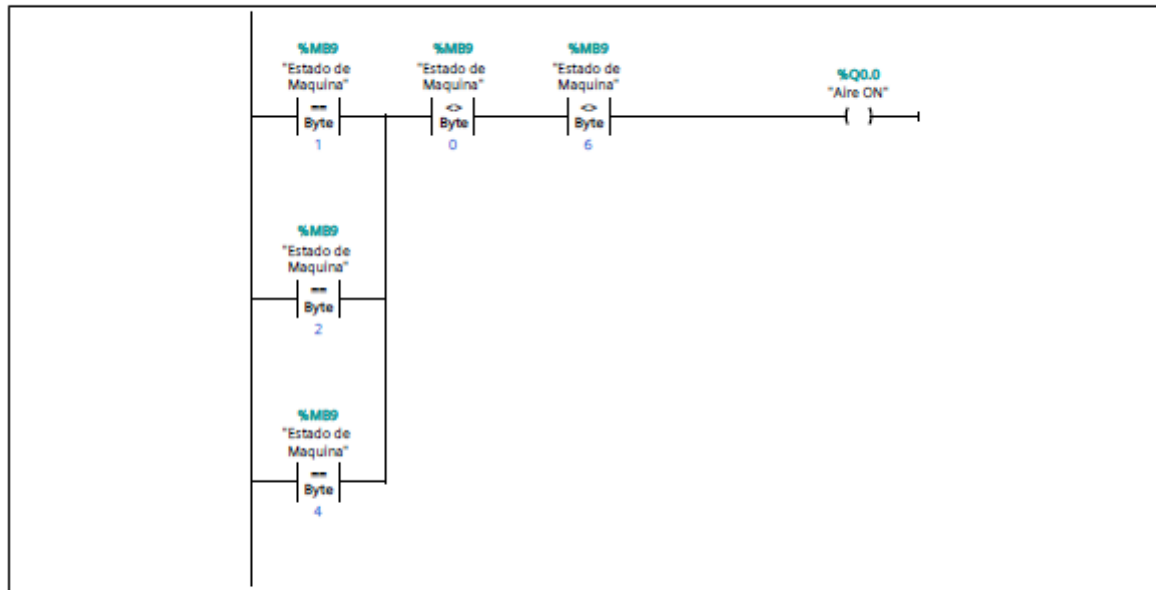 %MB9 %MB9 %MB9
"Estado de "Estado de "Estado de
Maquina" Maquina" Maquina"
%Q0.0
"Aire ON"
== <> <>
Byte Byte Byte
1 0 6
%MB9
"Estado de
Maquina"
==
Byte
2
%MB9
"Estado de
Maquina"
==
Byte
4